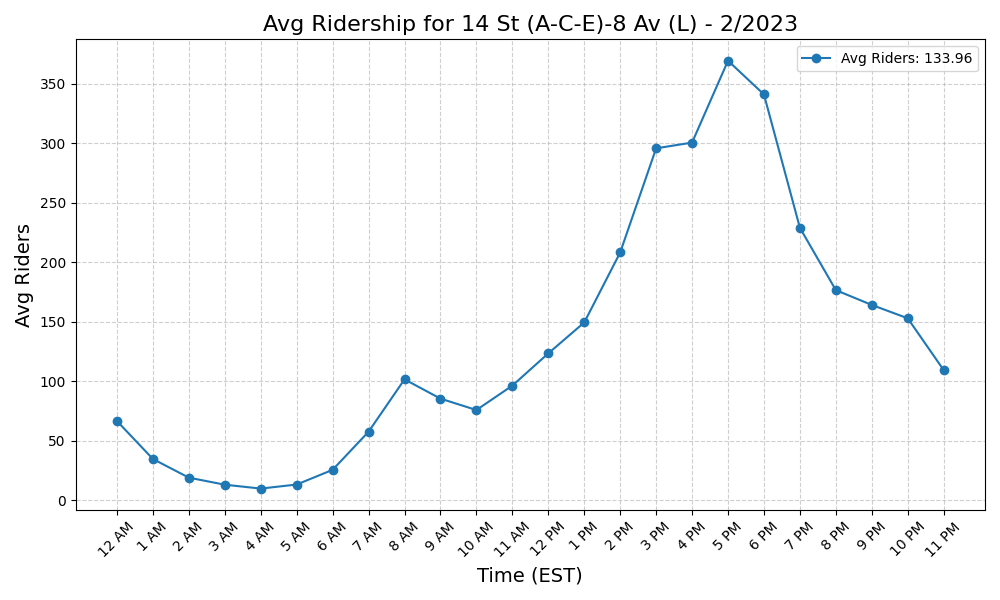 Avg Ridership for 14 St (A-C-E)-8 Av (L) - 2/2023
Avg Riders: 133.96
Avg Riders
350
300
250
200
150
100
50
0
12 AM
1 AM
2 AM
3 AM
4 AM
5 AM
6 AM
7 AM
8 AM
9 AM
10 AM
11 AM
12 PM
1 PM
2 PM
3 PM
4 PM
5 PM
6 PM
7 PM
8 PM
9 PM
10 PM
11 PM
Time (EST)